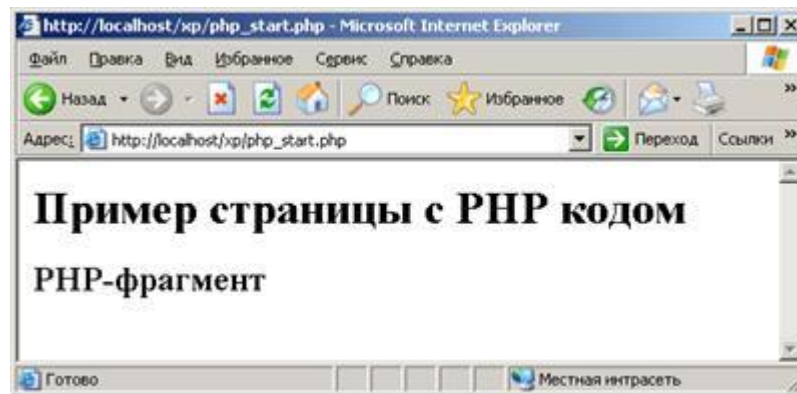 http://localhost/xp/php_start.php - Microsoft Internet Explorer
Файл Правка Вид Избранное Сервис Справка
Назад Поиск Избранное
Адрес: http://localhost/xp/php_start.php Переход Ссылки
Пример страницы с PHP кодом
PHP-фрагмент
Готово Местная интрасеть